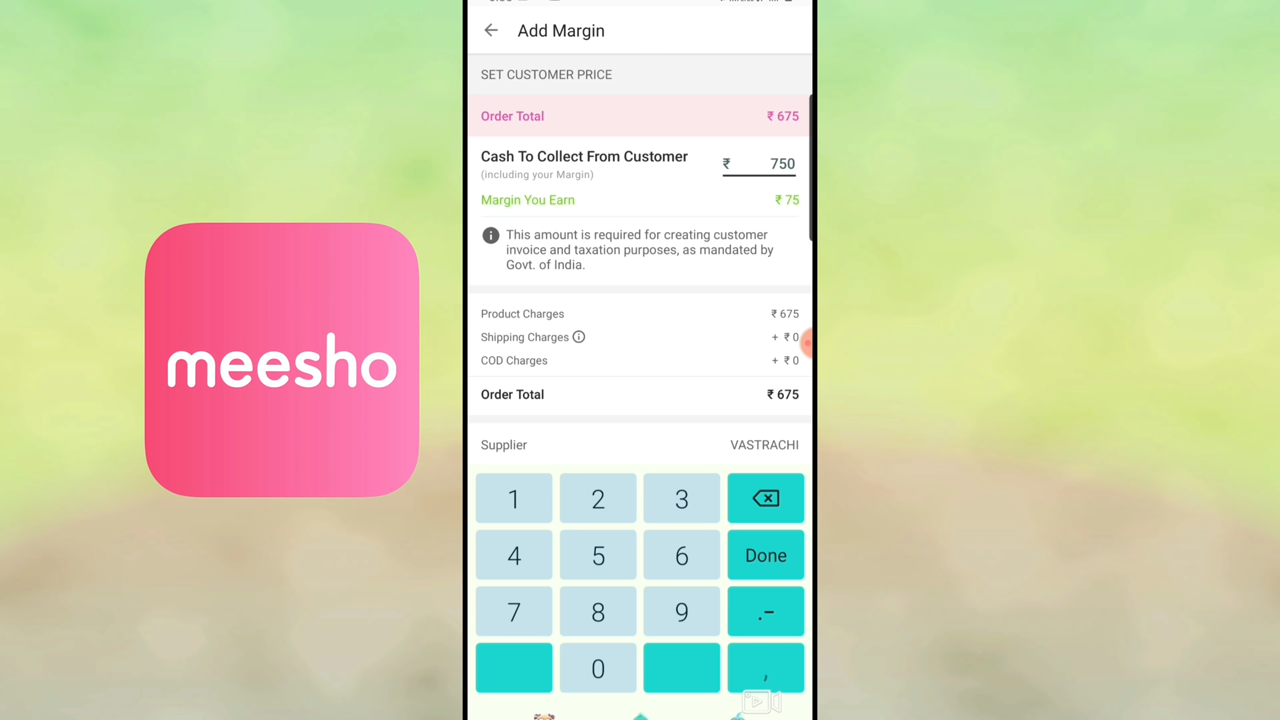 Add Margin
SET CUSTOMER PRICE
Order Total ₹ 675
Cash To Collect From Customer ₹ 750
(including your Margin)
Margin You Earn ₹ 75
This amount is required for creating customer
invoice and taxation purposes, as mandated by
Govt. of India.
Product Charges ₹ 675
Shipping Charges + ₹ 0
COD Charges + ₹ 0
Order Total ₹ 675
Supplier VASTRACHI
meesho
1 2 3
4 5 6 Done
7 8 9 .-
0 ,